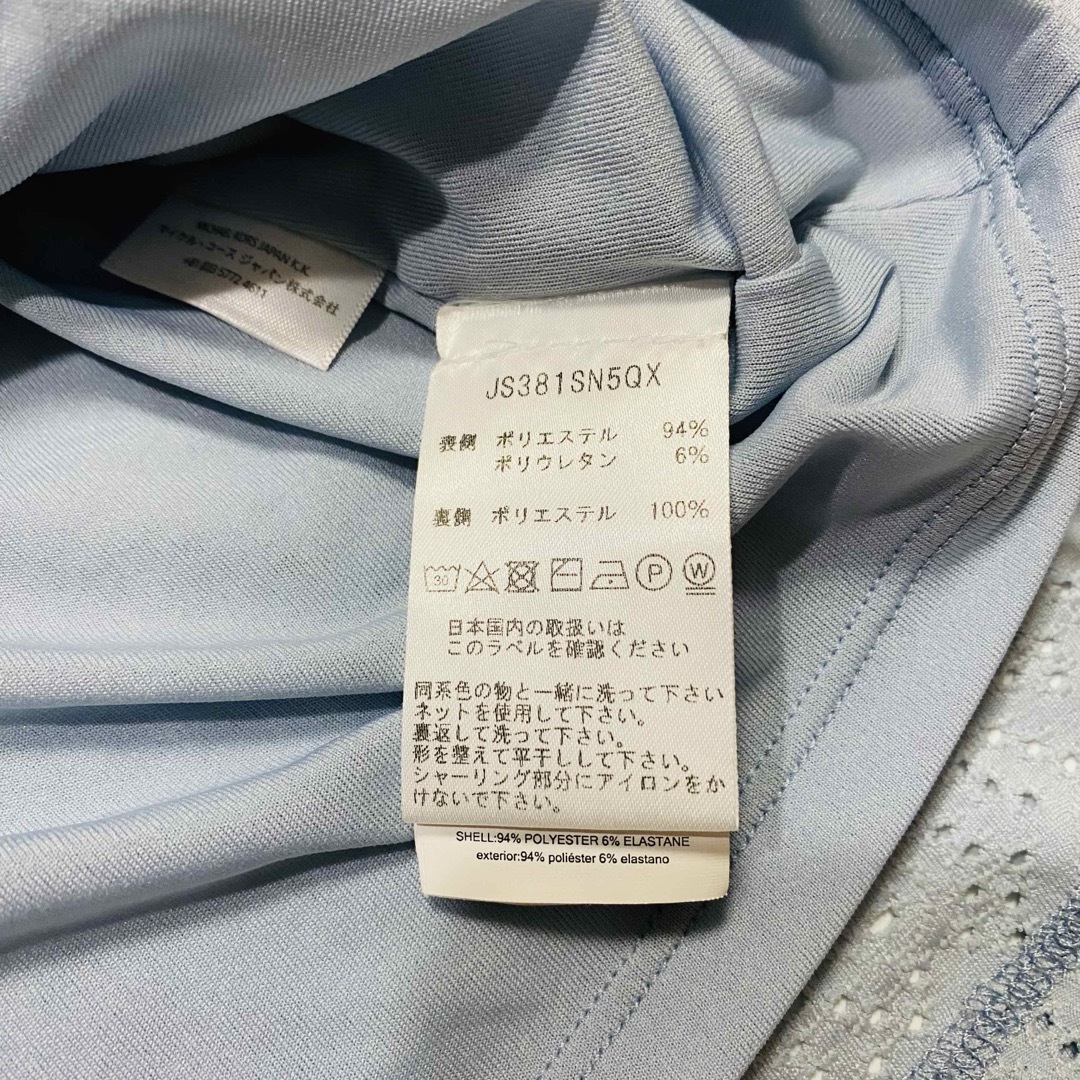 MICHAEL KORS JAPAN K.K.
マイケル・コース ジャパン株式会社
5772 4611
JS381SN5QX
表側 ポリエステル 94%
ポリウレタン 6%
裏側 ポリエステル 100%
30
P
W
日本国内の取扱いは
このラベルを確認ください
同系色の物と一緒に洗って下さい
ネットを使用して下さい。
裏返して洗って下さい。
形を整えて平干しして下さい。
シャーリング部分にアイロンをか
けないで下さい。
SHELL:94% POLYESTER 6% ELASTANE
exterior:94% poliéster 6% elastano